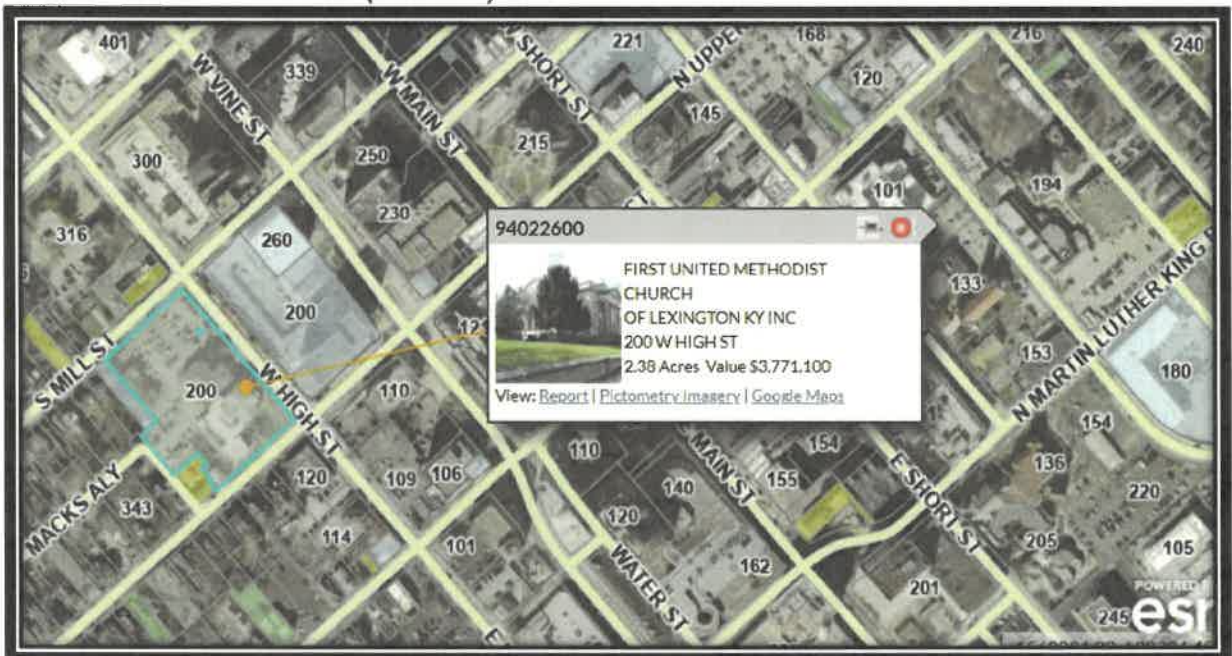 401
W VINE ST
339
W MAIN ST
W SHORT ST
221
N UPPER
168
120
216
240
145
215
300
250
230
101
194
316
260
200
94022600
FIRST UNITED METHODIST
CHURCH
OF LEXINGTON KY INC
200 W HIGH ST
2.38 Acres Value $3,771,100
View: Report | Pictometry Imagery | Google Maps
133
N MARTIN LUTHER KING
153
180
S MILL ST
200
W HIGH ST
110
MACKS ALY
343
120
109
106
110
MAIN ST
154
155
154
136
E SHORT ST
140
120
220
114
101
162
WATER ST
205
105
201
245
POWERED
esri